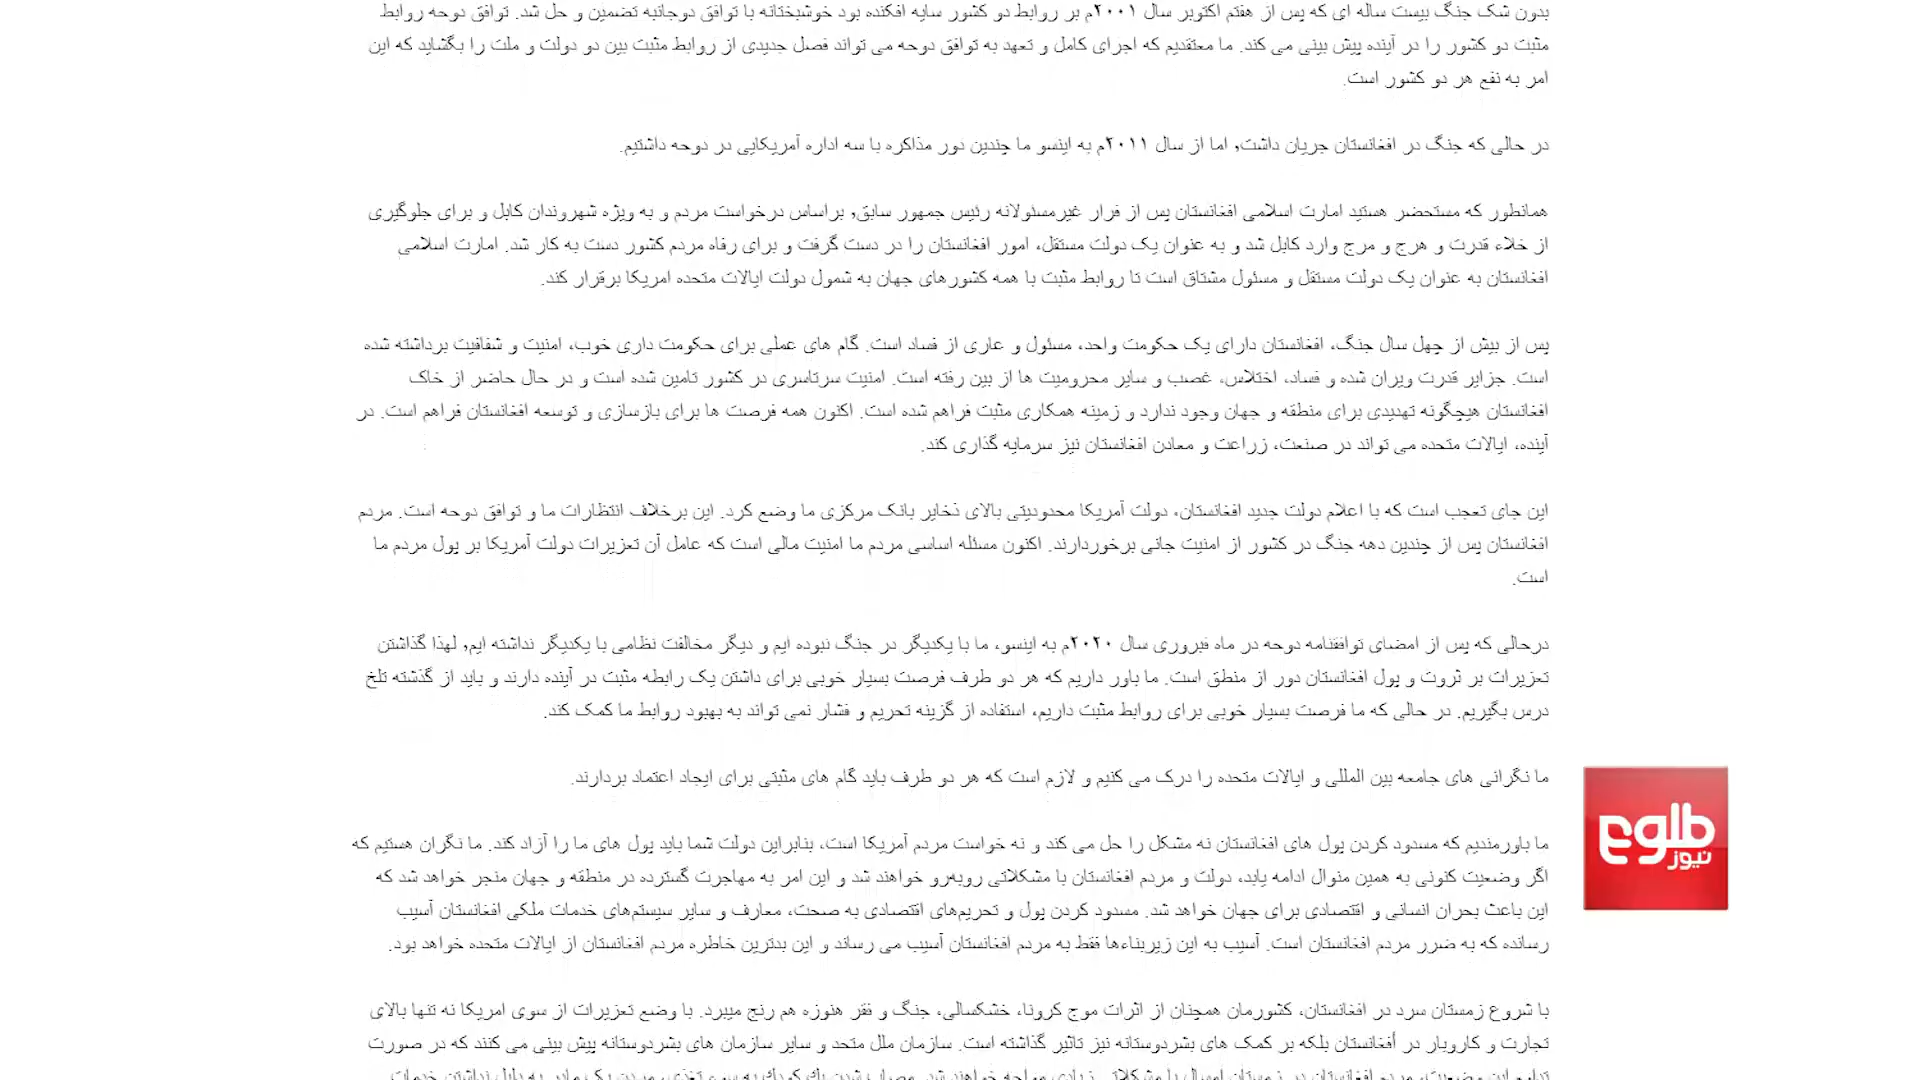 بدون شک جنگ بیست ساله ای که پس از هفتم اکتوبر سال ۲۰۰۱م بر روابط دو کشور سایه افکنده بود خوشبختانه با توافق دوجانبه تضمین و حل شد. توافق دوحه روابط
مثبت دو کشور را در آینده پیش بینی می کند. ما معتقدیم که اجرای کامل و تعهد به توافق دوحه می تواند فصل جدیدی از روابط مثبت بین دو دولت و ملت را بگشاید که این
امر به نفع هر دو کشور است.
در حالی که جنگ در افغانستان جریان داشت, اما از سال ۲۰۱۱م به اینسو ما چندین دور مذاکره با سه اداره آمریکایی در دوحه داشتیم.
همانطور که مستحضر هستید امارت اسلامی افغانستان پس از فرار غیرمسئولانه رئیس جمهور سابق, براساس درخواست مردم و به ویژه شهروندان کابل و برای جلوگیری
از خلاء قدرت و هرج و مرج وارد کابل شد و به عنوان یک دولت مستقل، امور افغانستان را در دست گرفت و برای رفاه مردم کشور دست به کار شد. امارت اسلامی
افغانستان به عنوان یک دولت مستقل و مسئول مشتاق است تا روابط مثبت با همه کشورهای جهان به شمول دولت ایالات متحده امریکا برقرار کند.
پس از بیش از چهل سال جنگ، افغانستان دارای یک حکومت واحد، مسئول و عاری از فساد است. گام های عملی برای حکومت داری خوب، امنیت و شفافیت برداشته شده
است. جزایر قدرت ویران شده و فساد، اختلاس، غصب و سایر محرومیت ها از بین رفته است. امنیت سرتاسری در کشور تامین شده است و در حال حاضر از خاک
افغانستان هیچگونه تهدیدی برای منطقه و جهان وجود ندارد و زمینه همکاری مثبت فراهم شده است. اکنون همه فرصت ها برای بازسازی و توسعه افغانستان فراهم است. در
آینده، ایالات متحده می تواند در صنعت، زراعت و معادن افغانستان نیز سرمایه گذاری کند.
این جای تعجب است که با اعلام دولت جدید افغانستان، دولت آمریکا محدودیتی بالای ذخایر بانک مرکزی ما وضع کرد. این برخلاف انتظارات ما و توافق دوحه است. مردم
افغانستان پس از چندین دهه جنگ در کشور از امنیت جانی برخوردارند. اکنون مسئله اساسی مردم ما امنیت مالی است که عامل آن تعزیرات دولت آمریکا بر پول مردم ما
است.
درحالی که پس از امضای توافقنامه دوحه در ماه فبروری سال ۲۰۲۰م به اینسو، ما با یکدیگر در جنگ نبوده ایم و دیگر مخالفت نظامی با یکدیگر نداشته ایم, لهذا گذاشتن
تعزیرات بر ثروت و پول افغانستان دور از منطق است. ما باور داریم که هر دو طرف فرصت بسیار خوبی برای داشتن یک رابطه مثبت در آینده دارند و باید از گذشته تلخ
درس بگیریم. در حالی که ما فرصت بسیار خوبی برای روابط مثبت داریم، استفاده از گزینه تحریم و فشار نمی تواند به بهبود روابط ما کمک کند.
ما نگرانی های جامعه بین المللی و ایالات متحده را درک می کنیم و لازم است که هر دو طرف باید گام های مثبتی برای ایجاد اعتماد بردارند.
ما باورمندیم که مسدود کردن پول های افغانستان نه مشکل را حل می کند و نه خواست مردم آمریکا است، بنابراین دولت شما باید پول های ما را آزاد کند. ما نگران هستیم که
اگر وضعیت کنونی به همین منوال ادامه یابد، دولت و مردم افغانستان با مشکلاتی روبه‌رو خواهند شد و این امر به مهاجرت گسترده در منطقه و جهان منجر خواهد شد که
این باعث بحران انسانی و اقتصادی برای جهان خواهد شد. مسدود کردن پول و تحریم‌های اقتصادی به صحت، معارف و سایر سیستم‌های خدمات ملکی افغانستان آسیب
رسانده که به ضرر مردم افغانستان است. آسیب به این زیربناءها فقط به مردم افغانستان آسیب می رساند و این بدترین خاطره مردم افغانستان از ایالات متحده خواهد بود.
با شروع زمستان سرد در افغانستان، کشورمان همچنان از اثرات موج کرونا، خشکسالی، جنگ و فقر هنوزه هم رنج میبرد. با وضع تعزیرات از سوی امریکا نه تنها بالای
تجارت و کاروبار در أفغانستان بلکه بر کمک های بشردوستانه نیز تاثیر گذاشته است. سازمان ملل متحد و سایر سازمان های بشردوستانه پیش بینی می کنند که در صورت
تداوم این وضعیت، مردم افغانستان در زمستان امسال با مشکلاتی زیادی مواجه خواهند شد.
طلوع
نیوز